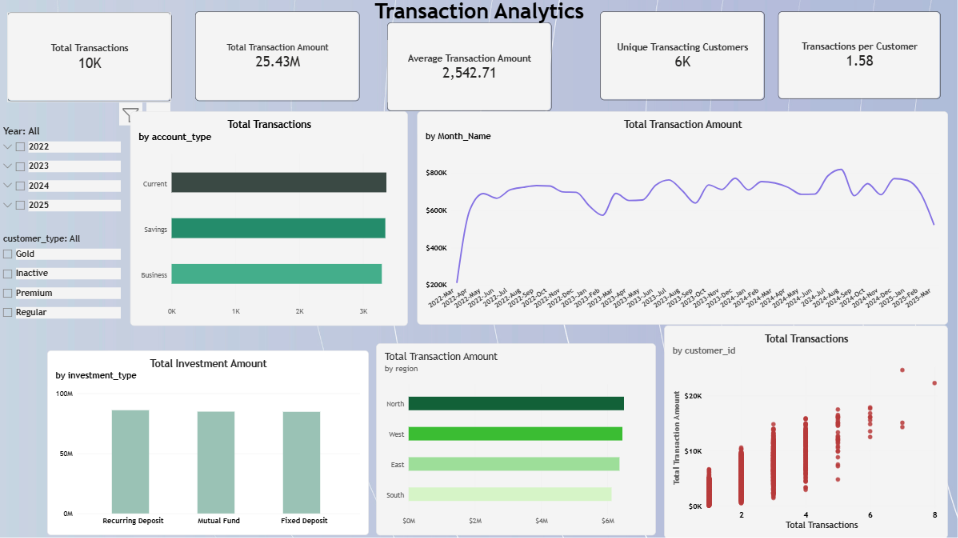 Transaction Analytics
Total Transactions
10K
Total Transaction Amount
25.43M
Average Transaction Amount
2,542.71
Unique Transacting Customers
6K
Transactions per Customer
1.58
Year: All
2022
2023
2024
2025
customer_type: All
Gold
Inactive
Premium
Regular
Total Transactions
by account_type
Current
Savings
Business
0K 1K 2K 3K
Total Transaction Amount
by Month_Name
$800K
$600K
$400K
$200K
2022-Mar 2022-Apr 2022-May 2022-Jun 2022-Jul 2022-Aug 2022-Sep 2022-Oct 2022-Nov 2022-Dec 2023-Jan 2023-Feb 2023-Mar 2023-Apr 2023-May 2023-Jun 2023-Jul 2023-Aug 2023-Sep 2023-Oct 2023-Nov 2023-Dec 2024-Jan 2024-Feb 2024-Mar 2024-Apr 2024-May 2024-Jun 2024-Jul 2024-Aug 2024-Sep 2024-Oct 2024-Nov 2024-Dec 2025-Jan 2025-Feb 2025-Mar
Total Investment Amount
by investment_type
100M
50M
0M
Recurring Deposit Mutual Fund Fixed Deposit
Total Transaction Amount
by region
North
West
East
South
$0M $2M $4M $6M
Total Transactions
by customer_id
Total Transaction Amount
$20K
$10K
$0K
2 4 6 8
Total Transactions